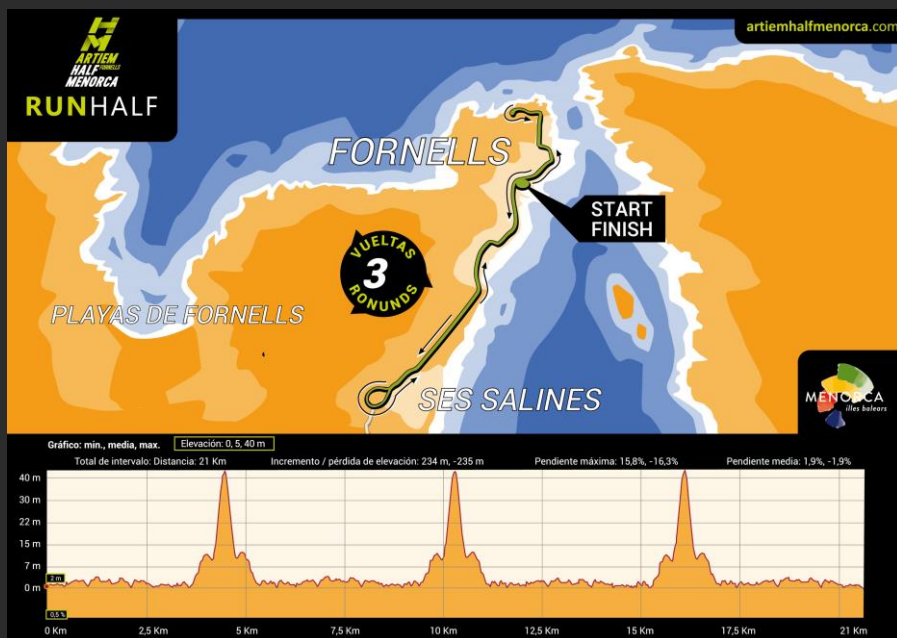 HM
ARTIEM
HALF FORNELLS
MENORCA
RUNHALF
artiemhalfmenorca.com
FORNELLS
START
FINISH
VUELTAS
3
RONUNDS
PLAYAS DE FORNELLS
SES SALINES
MENORCA
illes balears
Gráfico: min., media, max. Elevación: 0, 5, 40 m
Total de intervalo: Distancia: 21 Km Incremento / pérdida de elevación: 234 m, -235 m Pendiente máxima: 15,8%, -16,3% Pendiente media: 1,9%, -1,9%
40 m
30 m
22 m
15 m
7 m
2 m
0 m
0,5 %
0 Km 2,5 Km 5 Km 7,5 Km 10 Km 12,5 Km 15 Km 17,5 Km 21 Km